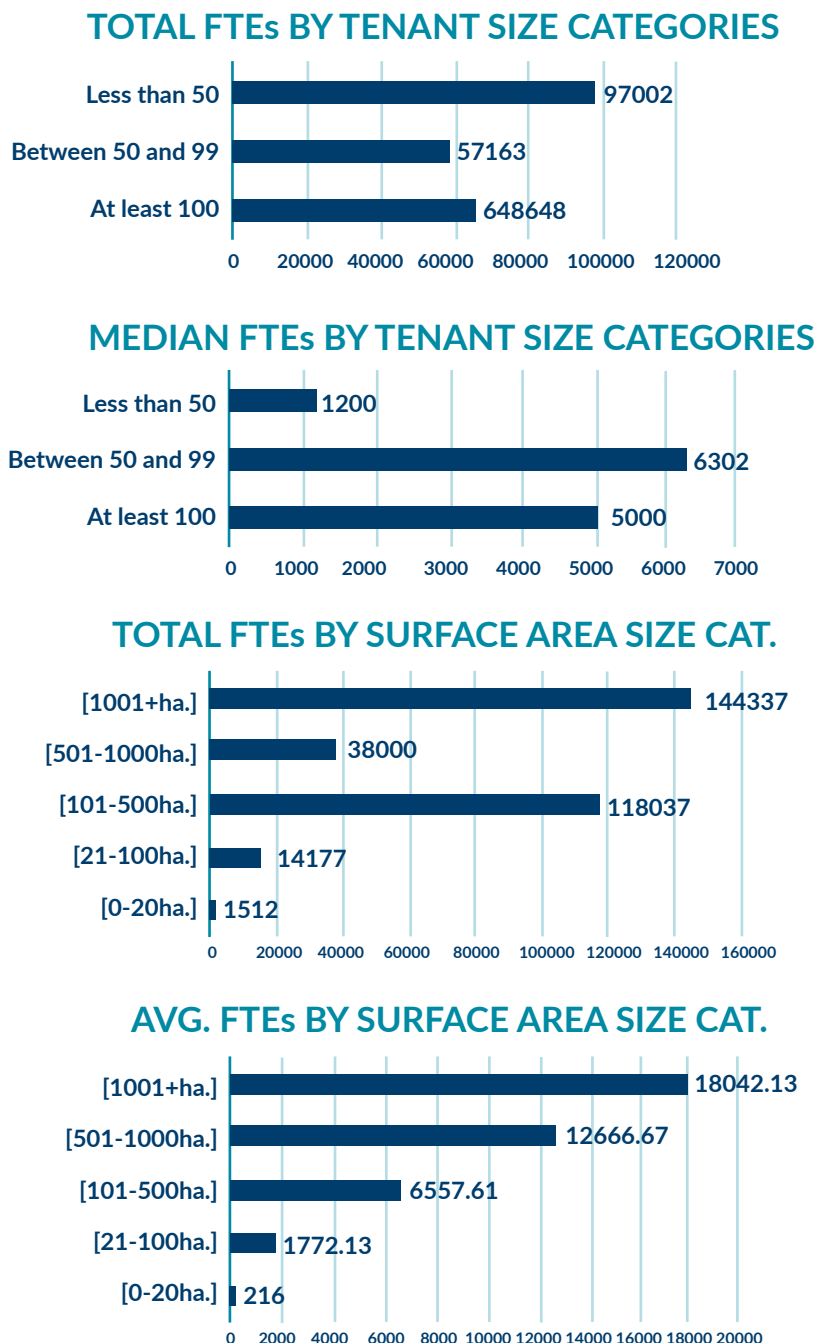 TOTAL FTEs BY TENANT SIZE CATEGORIES
Less than 50 97002
Between 50 and 99 57163
At least 100 648648
0 20000 40000 60000 80000 100000 120000
MEDIAN FTEs BY TENANT SIZE CATEGORIES
Less than 50 1200
Between 50 and 99 6302
At least 100 5000
0 1000 2000 3000 4000 5000 6000 7000
TOTAL FTEs BY SURFACE AREA SIZE CAT.
[1001+ha.] 144337
[501-1000ha.] 38000
[101-500ha.] 118037
[21-100ha.] 14177
[0-20ha.] 1512
0 20000 40000 60000 80000 100000 120000 140000 160000
AVG. FTEs BY SURFACE AREA SIZE CAT.
[1001+ha.] 18042.13
[501-1000ha.] 12666.67
[101-500ha.] 6557.61
[21-100ha.] 1772.13
[0-20ha.] 216
0 2000 4000 6000 8000 10000 12000 14000 16000 18000 20000